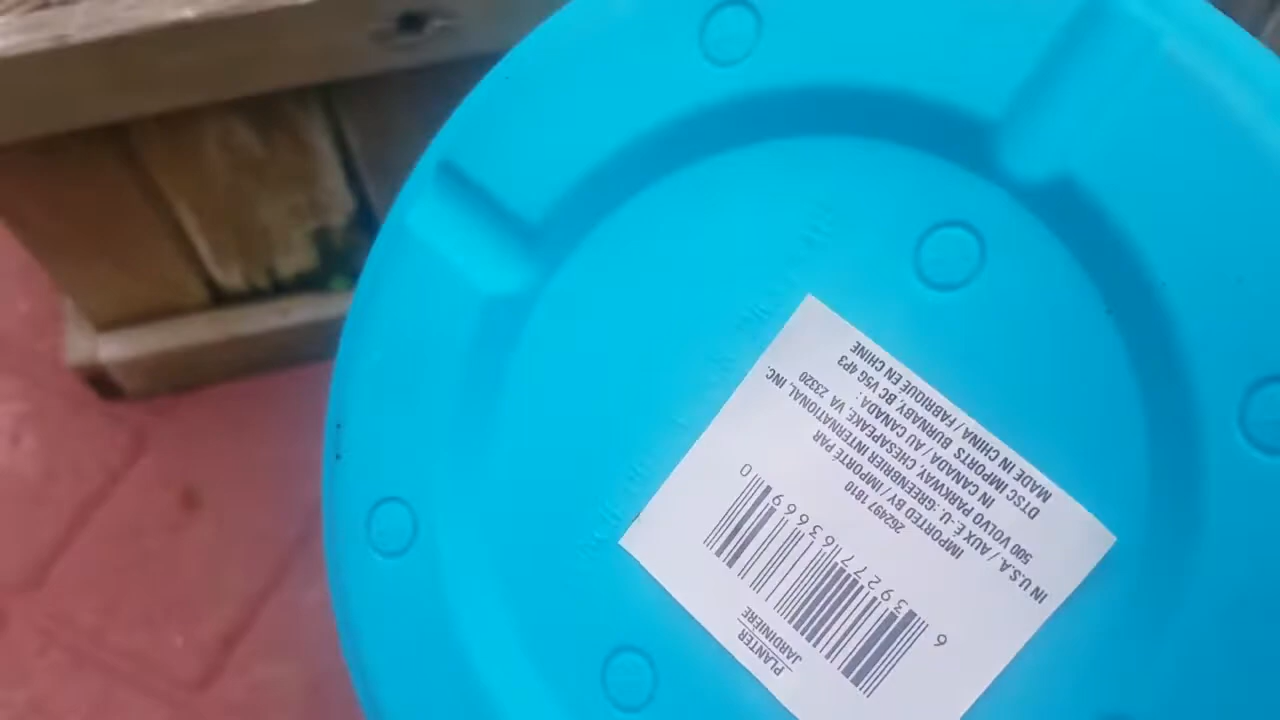 PLANTER
JARDINIÈRE
6 39277 63669 0
262497 1810
IMPORTED BY / IMPORTÉ PAR
IN U.S.A. / AUX É.-U.:GREENBRIER INTERNATIONAL, INC.
500 VOLVO PARKWAY, CHESAPEAKE, VA 23320
IN CANADA / AU CANADA :
DTSC IMPORTS BURNABY, BC V5G 4P3
MADE IN CHINA / FABRIQUÉ EN CHINE